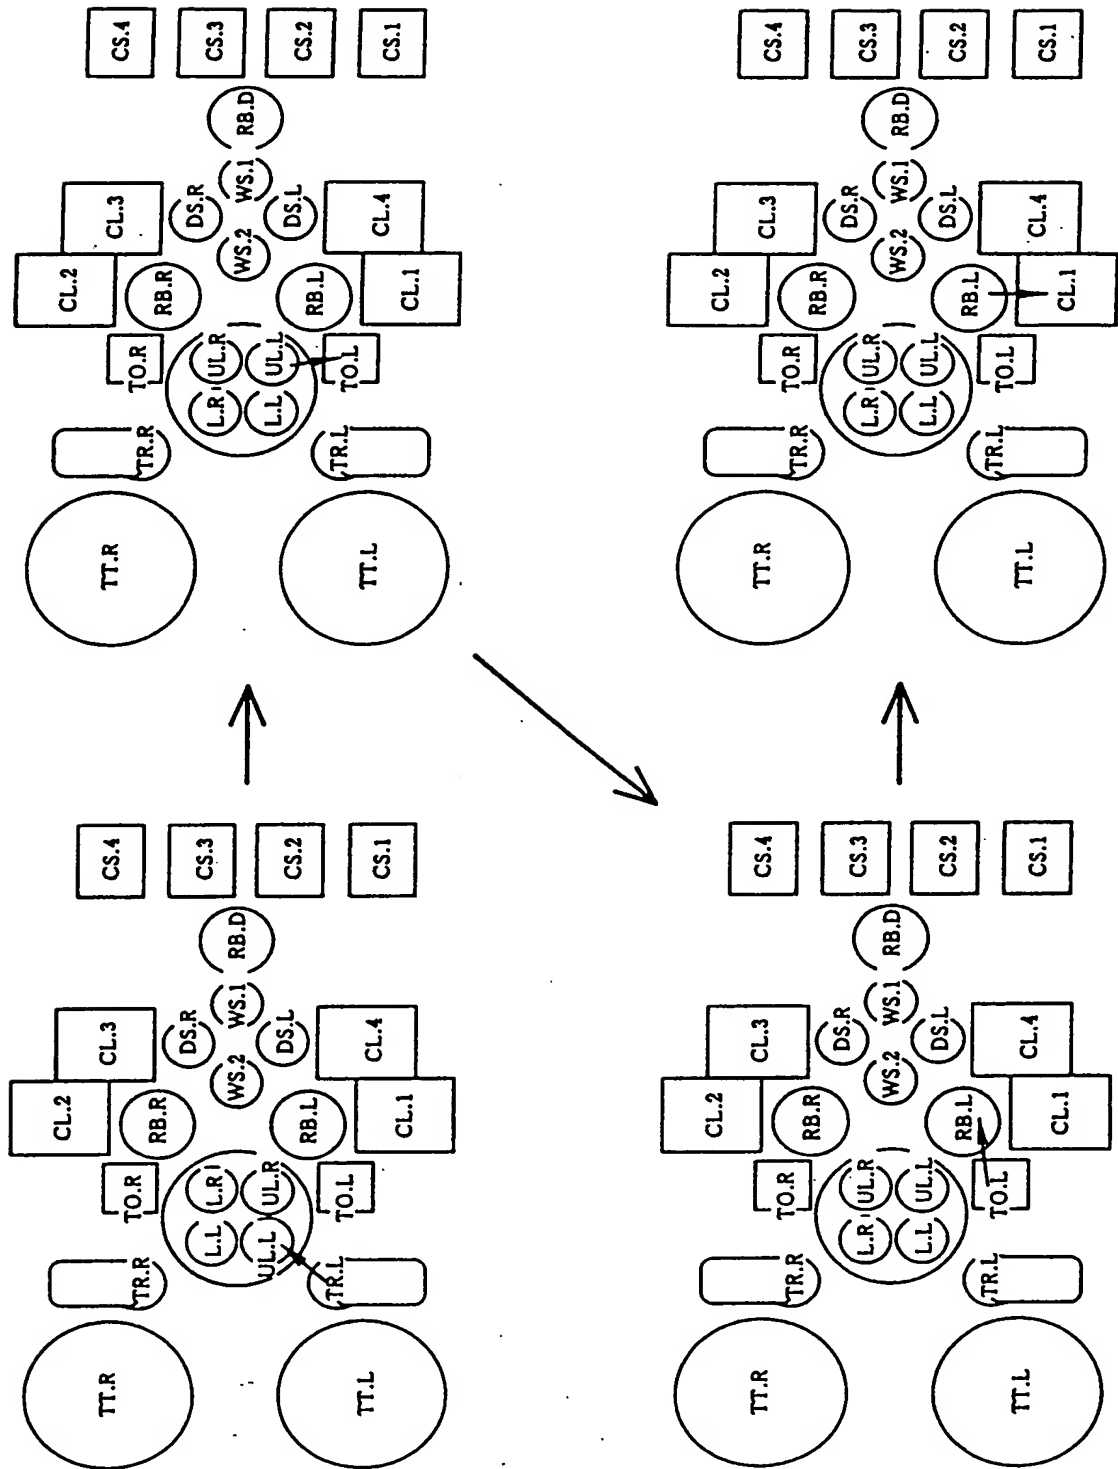 TT.R
TT.L
TR.R
TR.L
L.L
UL.L
L.R
UL.R
TO.R
TO.L
CL.2
RB.R
RB.L
CL.1
WS.2
CL.3
DS.R
DS.L
CL.4
WS.1
RB.D
CS.4
CS.3
CS.2
CS.1
TT.R
TT.L
TR.R
TR.L
L.R
L.L
UL.R
UL.L
TO.R
TO.L
CL.2
RB.R
RB.L
CL.1
WS.2
CL.3
DS.R
DS.L
CL.4
WS.1
RB.D
CS.4
CS.3
CS.2
CS.1
TT.R
TT.L
TR.R
TR.L
L.R
L.L
UL.R
UL.L
TO.R
TO.L
CL.2
RB.R
RB.L
CL.1
WS.2
CL.3
DS.R
DS.L
CL.4
WS.1
RB.D
CS.4
CS.3
CS.2
CS.1
TT.R
TT.L
TR.R
TR.L
L.R
L.L
UL.R
UL.L
TO.R
TO.L
CL.2
RB.R
RB.L
CL.1
WS.2
CL.3
DS.R
DS.L
CL.4
WS.1
RB.D
CS.4
CS.3
CS.2
CS.1